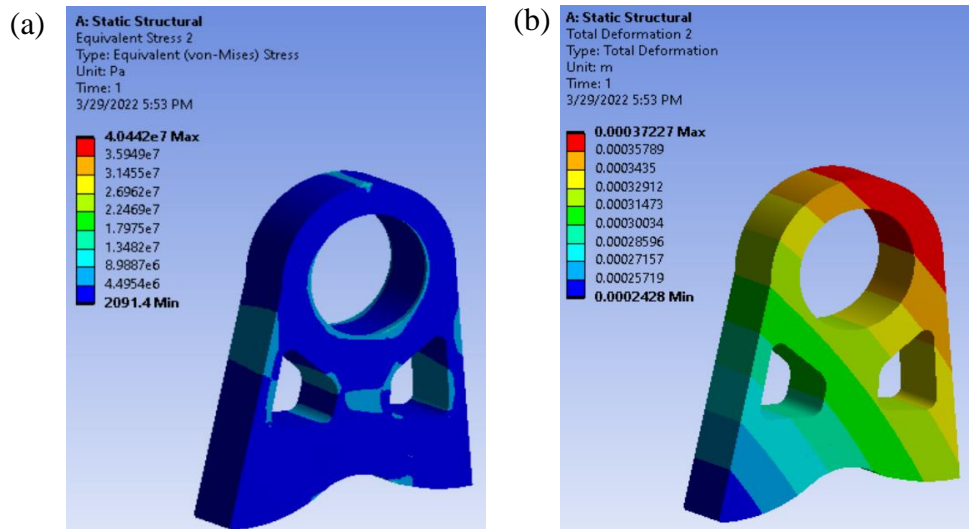 (a)
A: Static Structural
Equivalent Stress 2
Type: Equivalent (von-Mises) Stress
Unit: Pa
Time: 1
3/29/2022 5:53 PM
4.0442e7 Max
3.5949e7
3.1455e7
2.6962e7
2.2469e7
1.7975e7
1.3482e7
8.9887e6
4.4954e6
2091.4 Min
(b)
A: Static Structural
Total Deformation 2
Type: Total Deformation
Unit: m
Time: 1
3/29/2022 5:53 PM
0.00037227 Max
0.00035789
0.0003435
0.00032912
0.00031473
0.00030034
0.00028596
0.00027157
0.00025719
0.0002428 Min